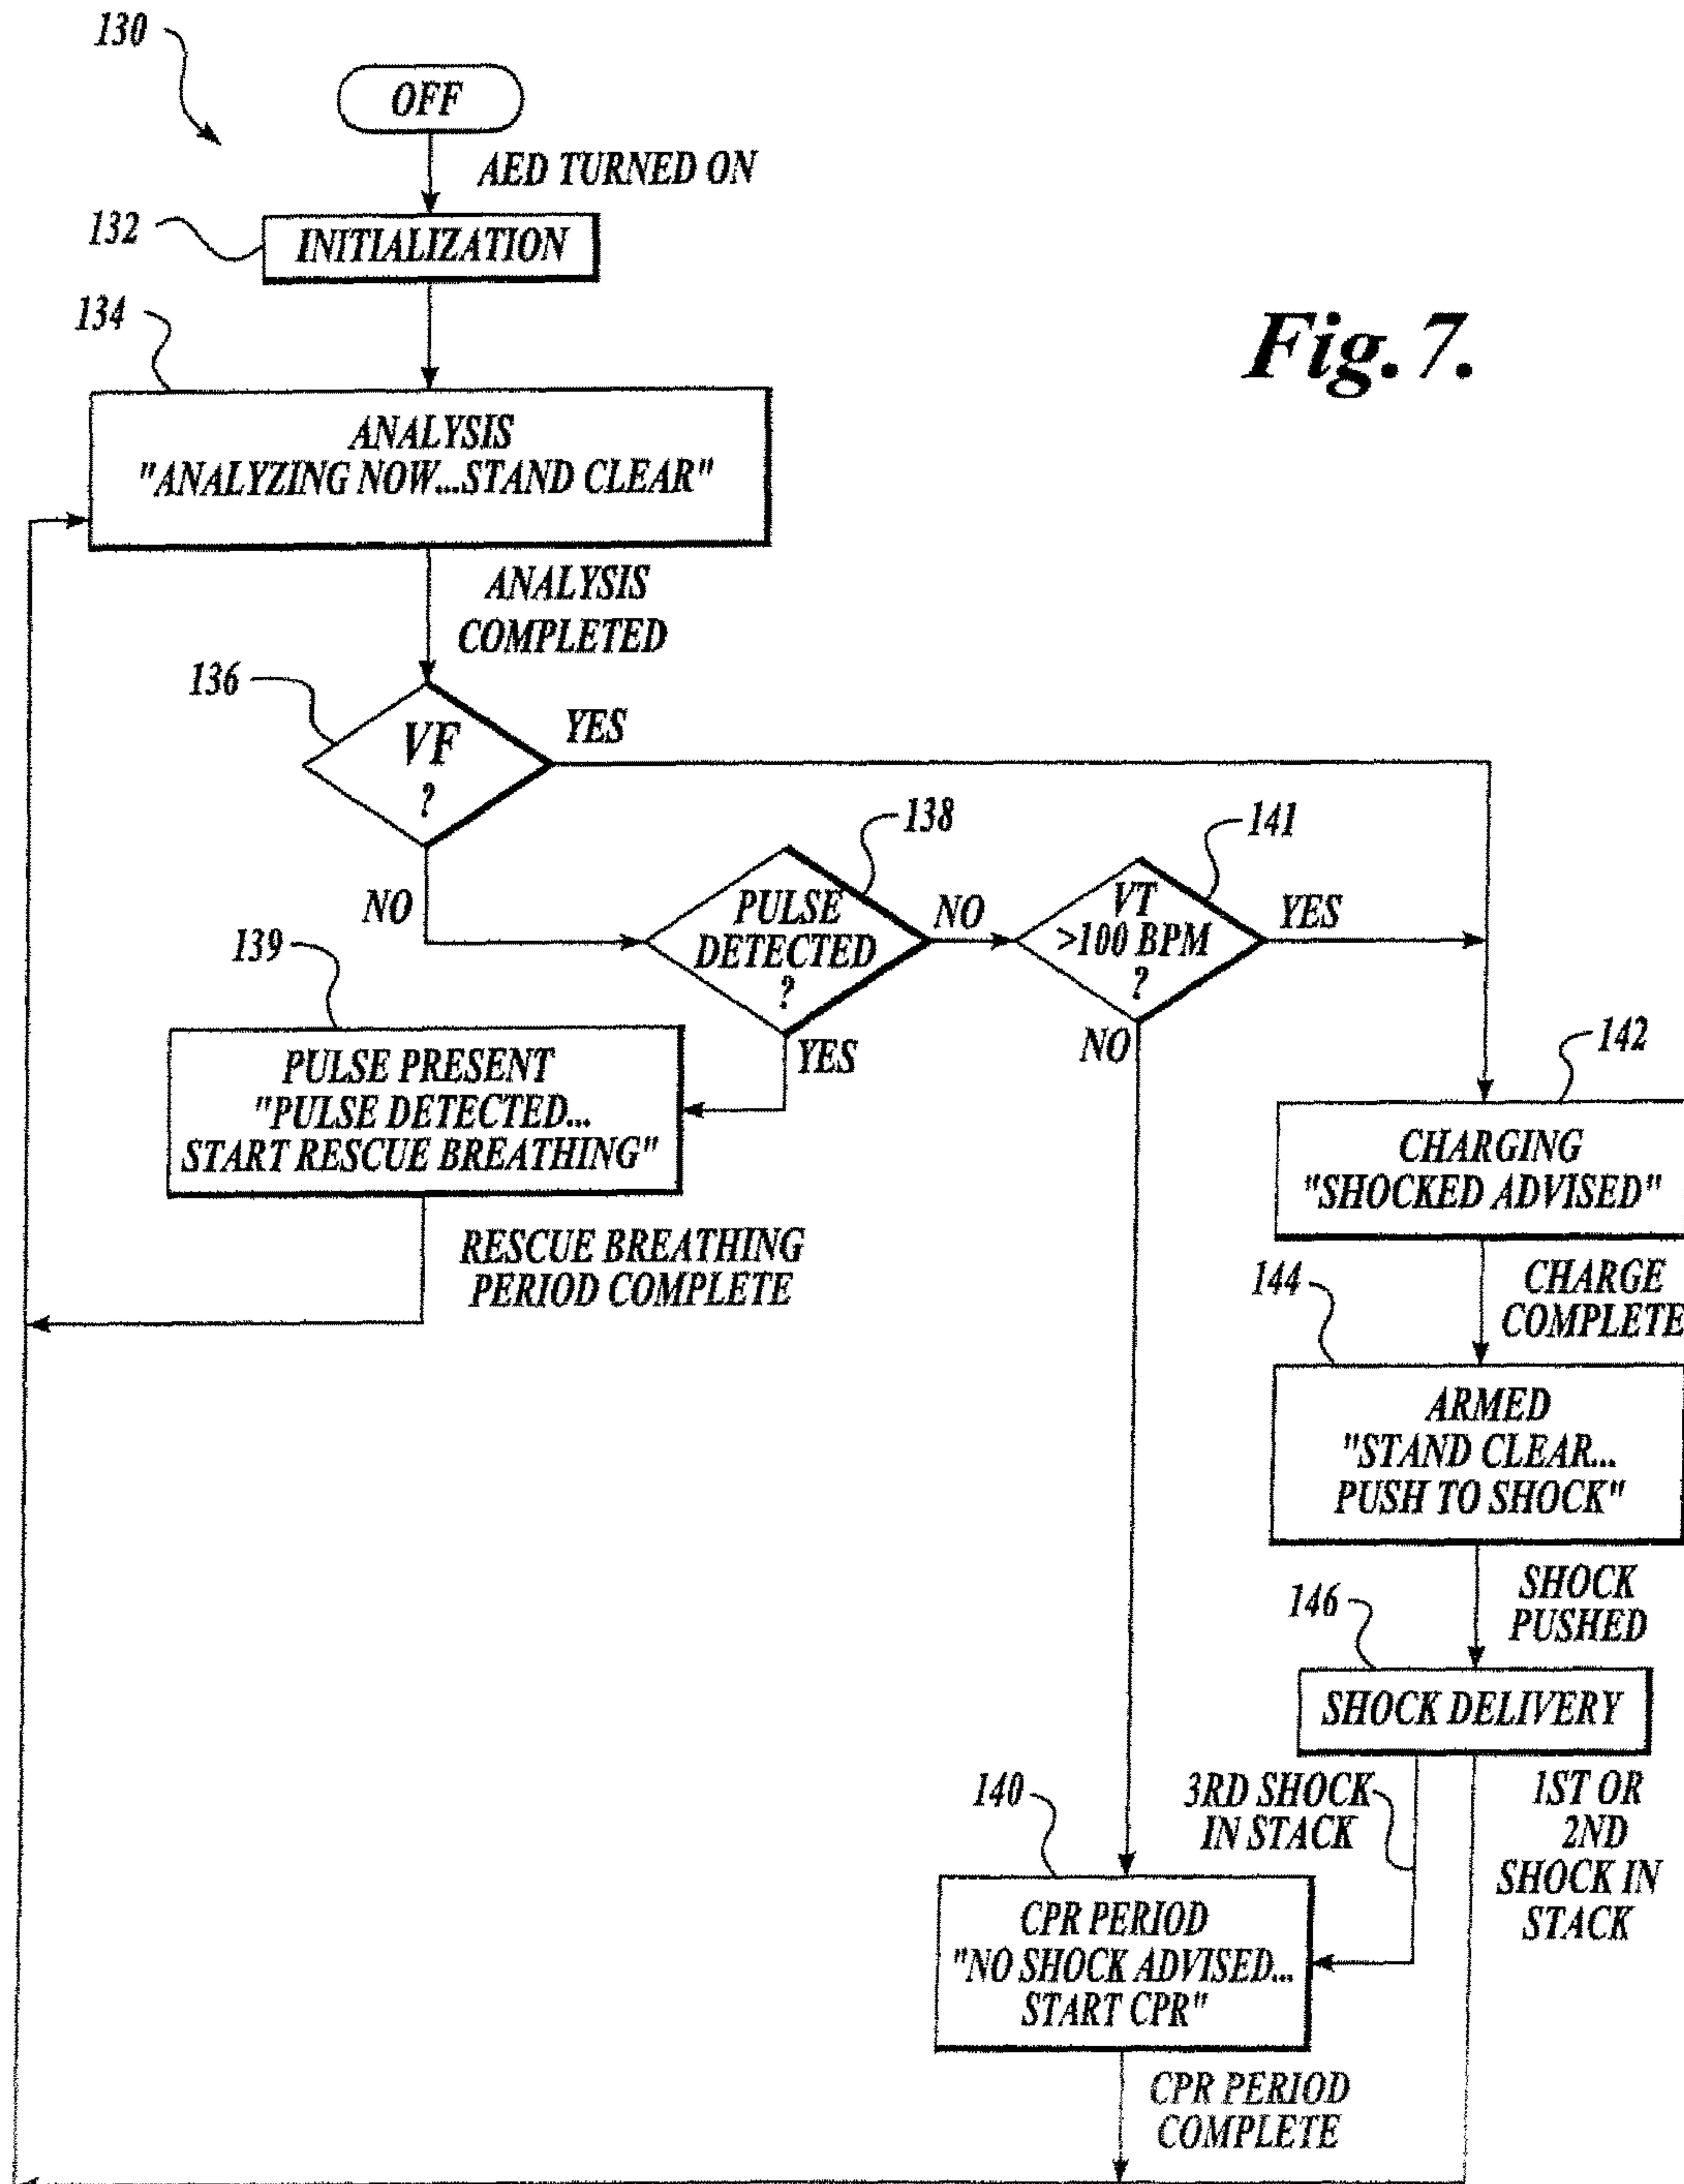 130
OFF
AED TURNED ON
132
INITIALIZATION
134
Fig. 7.
ANALYSIS
"ANALYZING NOW...STAND CLEAR"
ANALYSIS
COMPLETED
136
VF
?
YES
NO
138
PULSE
DETECTED
?
NO
YES
141
VT
>100 BPM
?
YES
NO
139
PULSE PRESENT
"PULSE DETECTED...
START RESCUE BREATHING"
RESCUE BREATHING
PERIOD COMPLETE
142
CHARGING
"SHOCKED ADVISED"
CHARGE
COMPLETE
144
ARMED
"STAND CLEAR...
PUSH TO SHOCK"
SHOCK
PUSHED
146
SHOCK DELIVERY
3RD SHOCK
IN STACK
1ST OR
2ND
SHOCK IN
STACK
140
CPR PERIOD
"NO SHOCK ADVISED...
START CPR"
CPR PERIOD
COMPLETE